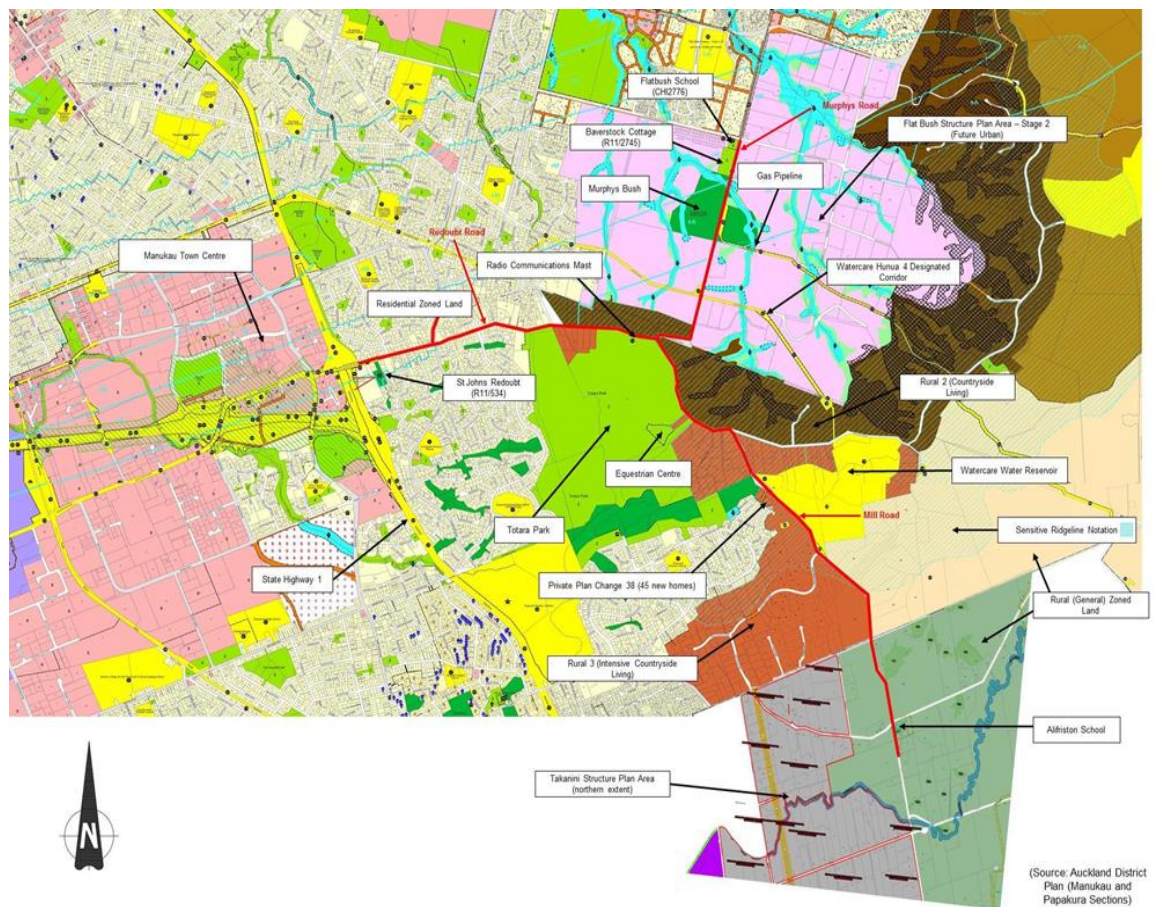 Flatbush School
(CHI2776)
Murphys Road
Baverstock Cottage
(R11/2745)
Flat Bush Structure Plan Area – Stage 2
(Future Urban)
Murphys Bush
Gas Pipeline
Redoubt Road
Manukau Town Centre
Radio Communications Mast
Watercare Hunua 4 Designated
Corridor
Residential Zoned Land
St Johns Redoubt
(R11/534)
Rural 2 (Countryside
Living)
Totara Park
Equestrian Centre
Watercare Water Reservoir
Totara Park
Totara Park
Mill Road
Sensitive Ridgeline Notation
State Highway 1
Private Plan Change 38 (45 new homes)
Rural (General) Zoned
Land
Rural 3 (Intensive Countryside
Living)
Alfriston School
Takanini Structure Plan Area
(northern extent)
N
(Source: Auckland District
Plan (Manukau and
Papakura Sections)